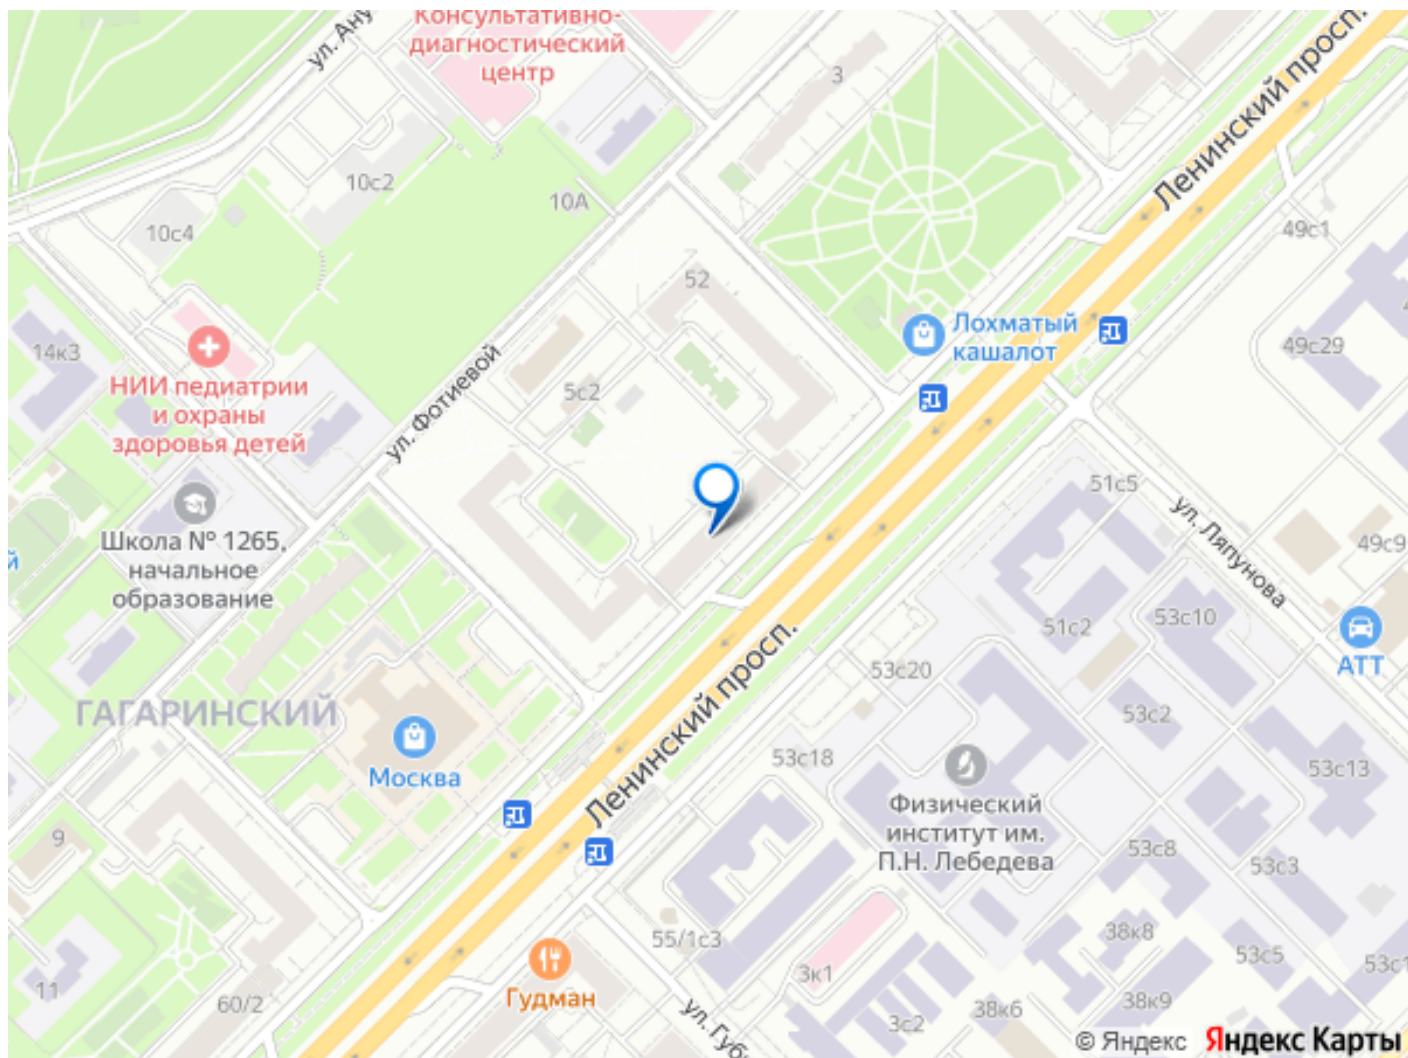 Консультативно-
диагностический
центр
ул. Ану
3
Ленинский просп.
10с2
10А
10с4
49с1
52
Лохматый
кашалот
49с29
14к3
НИИ педиатрии
и охраны
здоровья детей
5с2
ул. Фотиевой
51с5
ул. Ляпунова
49с9
Школа № 1265,
начальное
образование
й
51с2
53с10
АТТ
53с20
ГАГАРИНСКИЙ
Москва
Ленинский просп.
53с2
53с18
53с13
Физический
институт им.
П.Н. Лебедева
9
53с8
53с3
55/1с3
38к8
53с5
53с1
3к1
11
60/2
Гудман
ул. Губ
3с2
38к6
38к9
© Яндекс Яндекс Карты